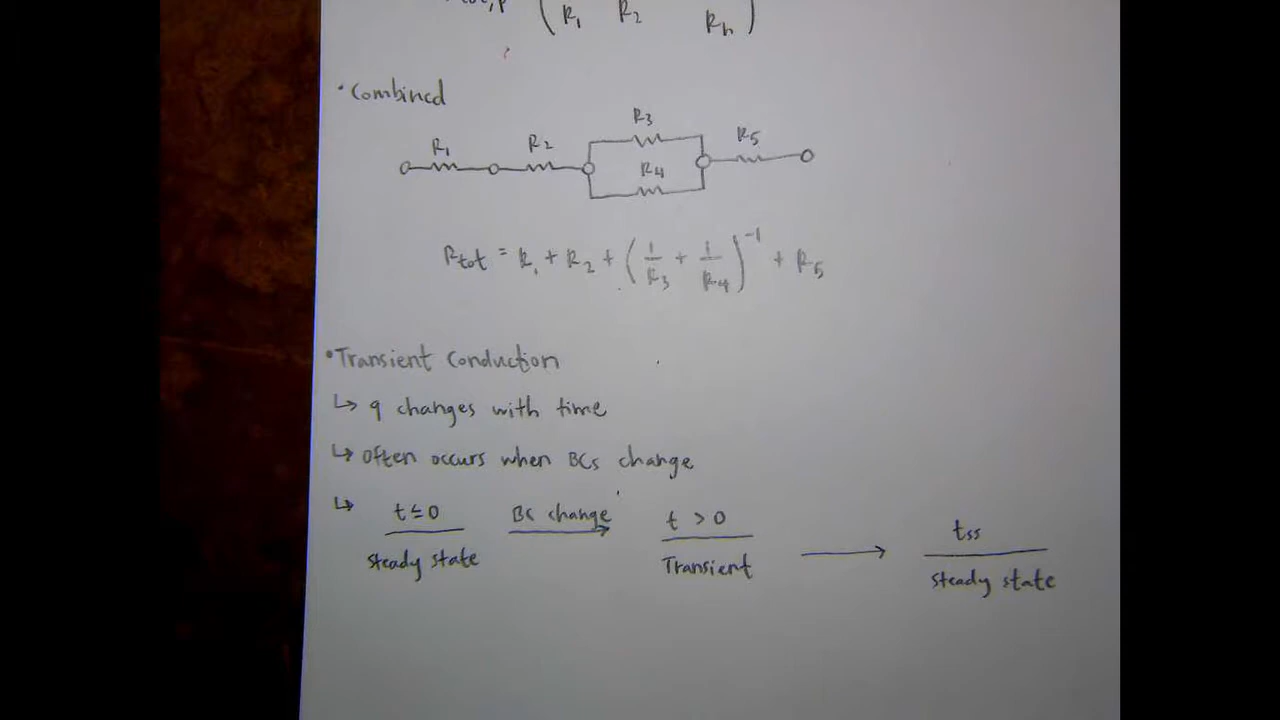 R1 R2 Rn
• Combined
R1 R2 R3 R4 R5
Rtot = R1 + R2 + (1/R3 + 1/R4)^-1 + R5
• Transient Conduction
↳ q changes with time
↳ often occurs when BCs change
↳ t ≤ 0 BC change t > 0 tss
steady state Transient steady state